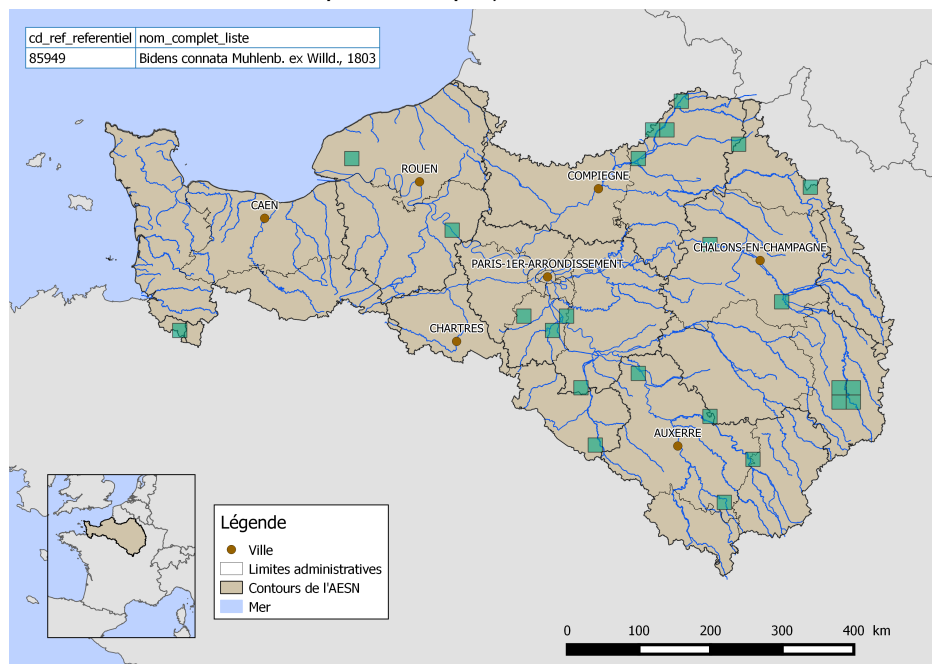 cd_ref_referentiel nom_complet_liste
85949 Bidens connata Muhlenb. ex Willd., 1803
ROUEN
COMPIEGNE
CAEN
CHALONS-EN-CHAMPAGNE
PARIS-1ER-ARRONDISSEMENT
CHARTRES
AUXERRE
Légende
Ville
Limites administratives
Contours de l'AESN
Mer
0 100 200 300 400 km